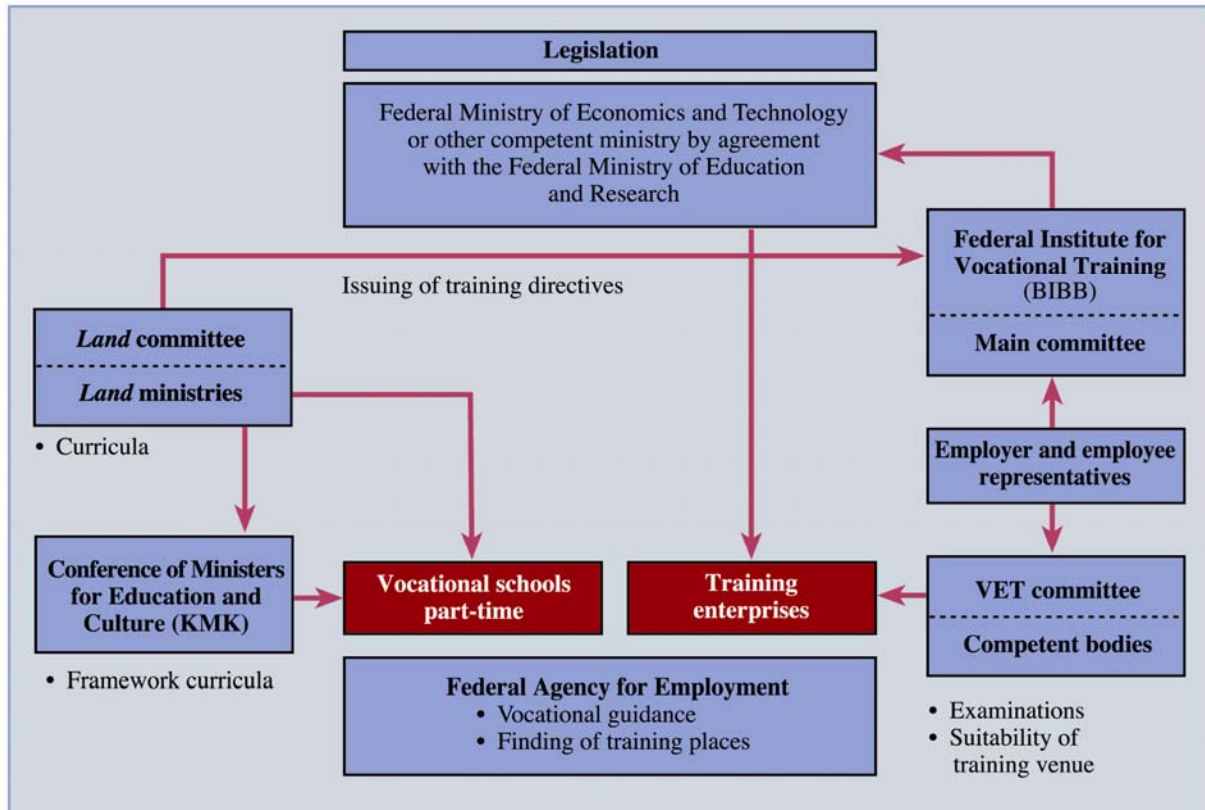 Legislation
Federal Ministry of Economics and Technology
or other competent ministry by agreement
with the Federal Ministry of Education
and Research
Federal Institute for
Vocational Training
(BIBB)
Main committee
Issuing of training directives
Land committee
Land ministries
• Curricula
Employer and employee
representatives
Conference of Ministers
for Education and
Culture (KMK)
• Framework curricula
Vocational schools
part-time
Training
enterprises
VET committee
Competent bodies
• Examinations
• Suitability of
training venue
Federal Agency for Employment
• Vocational guidance
• Finding of training places